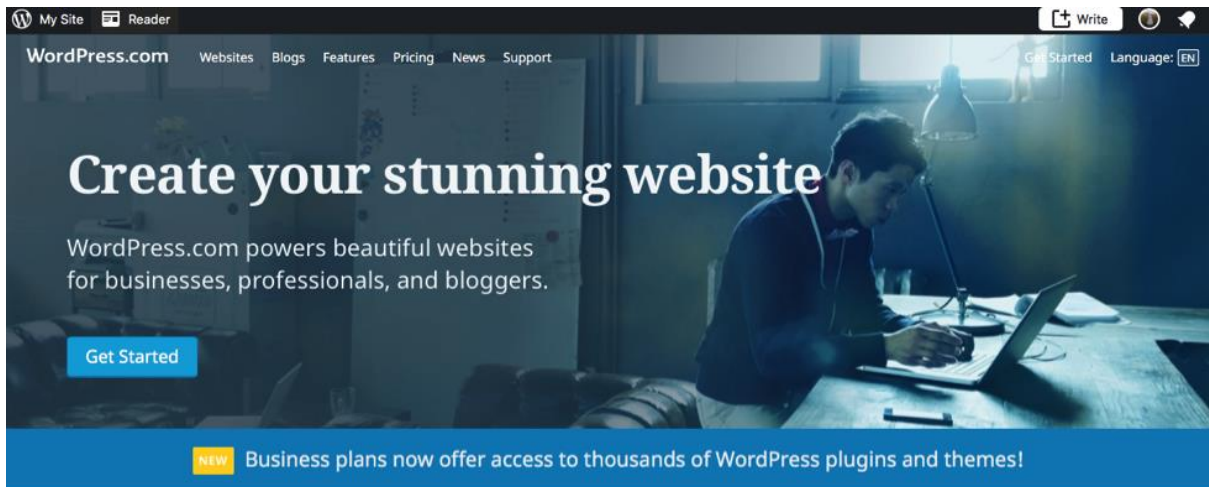 My Site Reader Write
WordPress.com Websites Blogs Features Pricing News Support Get Started Language: EN
Create your stunning website
WordPress.com powers beautiful websites
for businesses, professionals, and bloggers.
Get Started
NEW Business plans now offer access to thousands of WordPress plugins and themes!